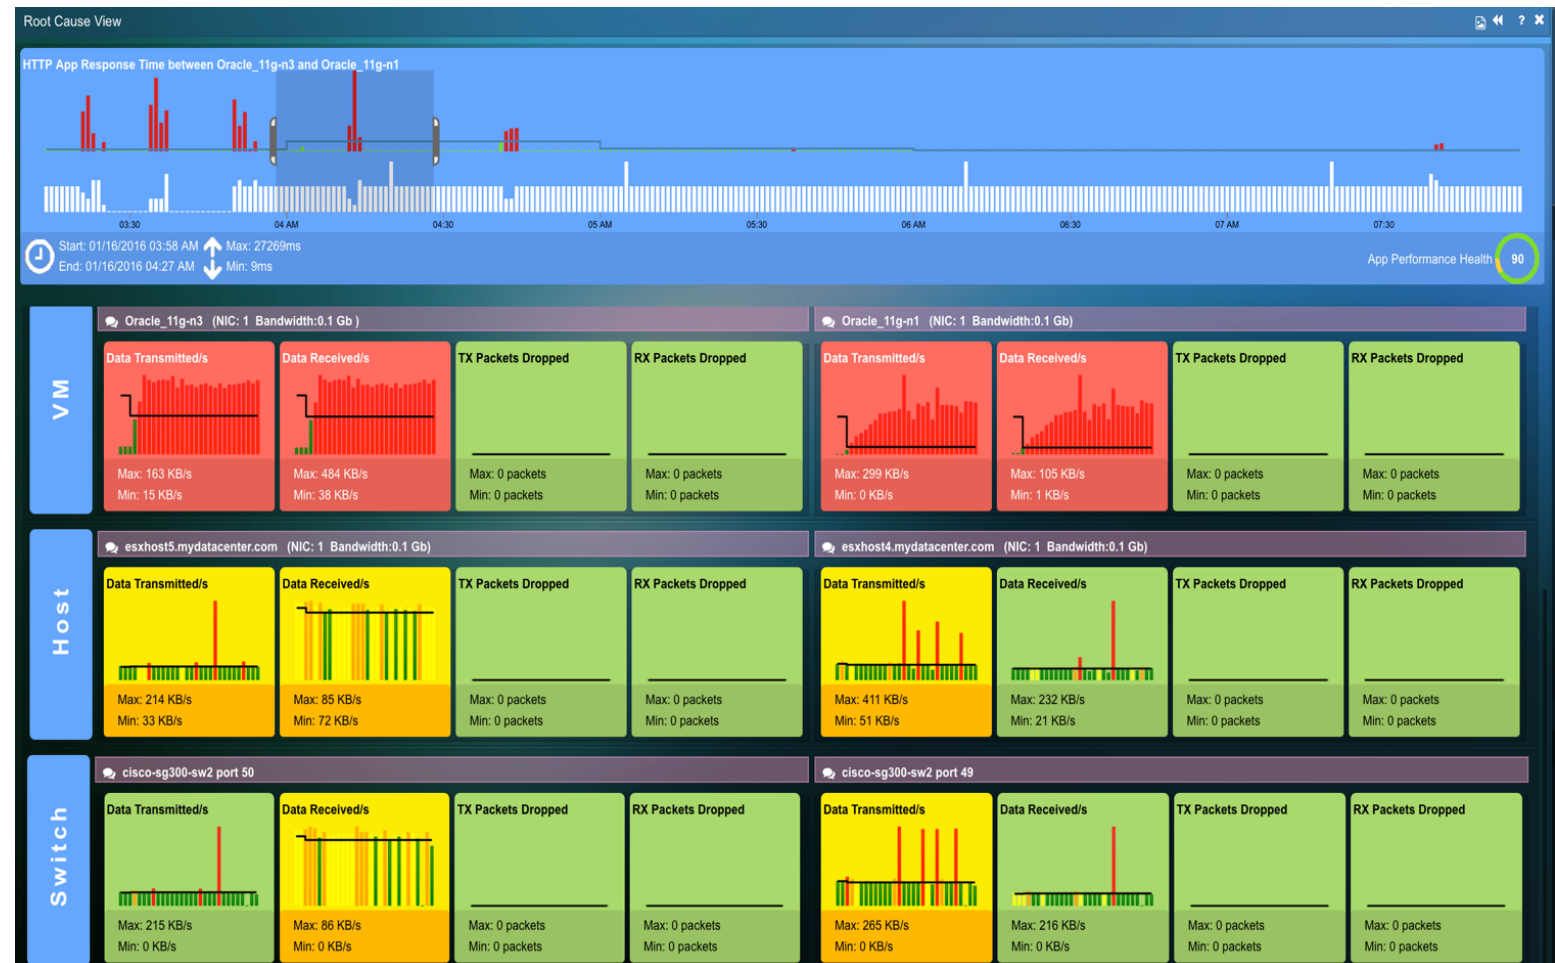 Root Cause View
?
HTTP App Response Time between Oracle_11g-n3 and Oracle_11g-n1
03:30 04 AM 04:30 05 AM 05:30 06 AM 06:30 07 AM 07:30
Start: 01/16/2016 03:58 AM Max: 27269ms
End: 01/16/2016 04:27 AM Min: 9ms
App Performance Health 90
VM
Oracle_11g-n3 (NIC: 1 Bandwidth:0.1 Gb )
Data Transmitted/s Data Received/s TX Packets Dropped RX Packets Dropped
Max: 163 KB/s Max: 484 KB/s Max: 0 packets Max: 0 packets
Min: 15 KB/s Min: 38 KB/s Min: 0 packets Min: 0 packets
Oracle_11g-n1 (NIC: 1 Bandwidth:0.1 Gb)
Data Transmitted/s Data Received/s TX Packets Dropped RX Packets Dropped
Max: 299 KB/s Max: 105 KB/s Max: 0 packets Max: 0 packets
Min: 0 KB/s Min: 1 KB/s Min: 0 packets Min: 0 packets
Host
esxhost5.mydatacenter.com (NIC: 1 Bandwidth:0.1 Gb)
Data Transmitted/s Data Received/s TX Packets Dropped RX Packets Dropped
Max: 214 KB/s Max: 85 KB/s Max: 0 packets Max: 0 packets
Min: 33 KB/s Min: 72 KB/s Min: 0 packets Min: 0 packets
esxhost4.mydatacenter.com (NIC: 1 Bandwidth:0.1 Gb)
Data Transmitted/s Data Received/s TX Packets Dropped RX Packets Dropped
Max: 411 KB/s Max: 232 KB/s Max: 0 packets Max: 0 packets
Min: 51 KB/s Min: 21 KB/s Min: 0 packets Min: 0 packets
Switch
cisco-sg300-sw2 port 50
Data Transmitted/s Data Received/s TX Packets Dropped RX Packets Dropped
Max: 215 KB/s Max: 86 KB/s Max: 0 packets Max: 0 packets
Min: 0 KB/s Min: 0 KB/s Min: 0 packets Min: 0 packets
cisco-sg300-sw2 port 49
Data Transmitted/s Data Received/s TX Packets Dropped RX Packets Dropped
Max: 265 KB/s Max: 216 KB/s Max: 0 packets Max: 0 packets
Min: 0 KB/s Min: 0 KB/s Min: 0 packets Min: 0 packets